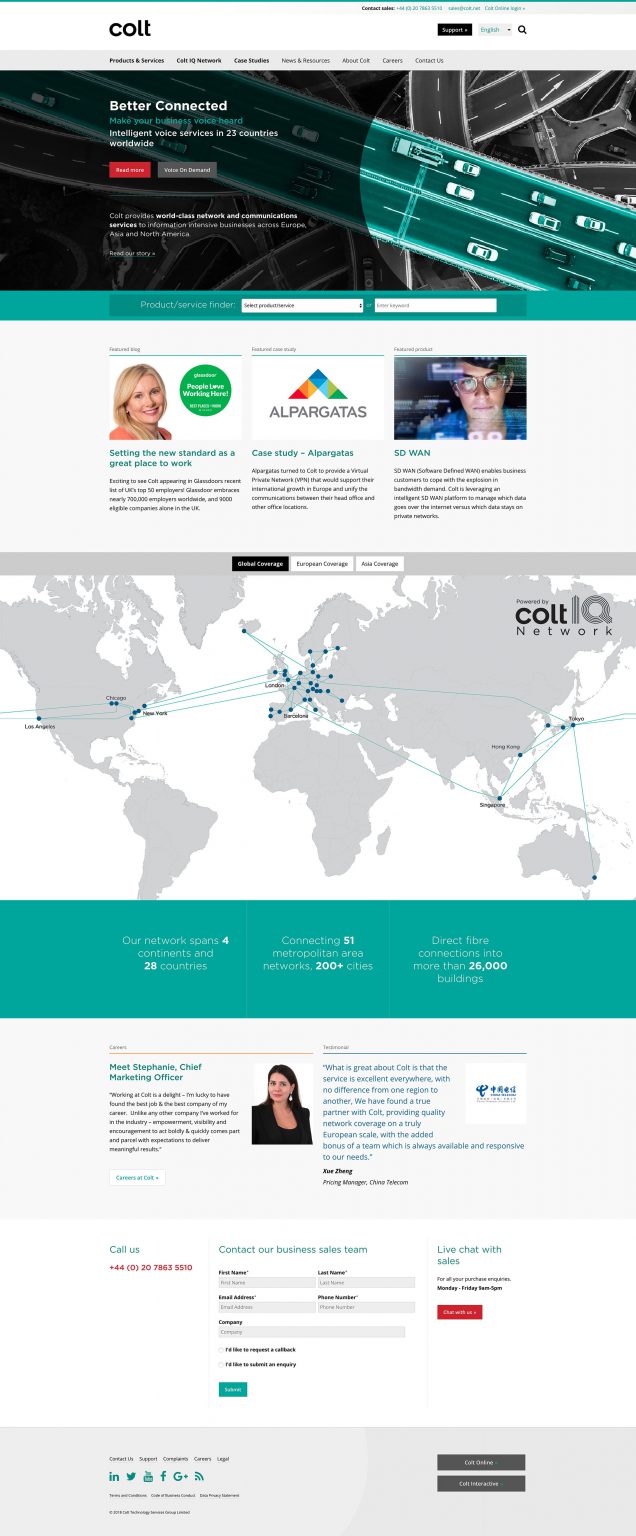 Contact sales: +44 (0) 20 7863 5510 sales@colt.net Colt Online login »
colt
Support » English
Products & Services Colt IQ Network Case Studies News & Resources About Colt Careers Contact Us
Better Connected
Make your business voice heard
Intelligent voice services in 23 countries
worldwide
Read more Voice On Demand
Colt provides world-class network and communications
services to information intensive businesses across Europe,
Asia and North America.
Read our story »
Product/service finder: Select product/service or Enter keyword
Featured blog
glassdoor
People Love
Working Here!
BEST PLACES TO WORK
Setting the new standard as a
great place to work
Exciting to see Colt appearing in Glassdoors recent
list of UK's top 50 employers! Glassdoor embraces
nearly 700,000 employers worldwide, and 9000
eligible companies alone in the UK.
Featured case study
ALPARGATAS
Case study – Alpargatas
Alpargatas turned to Colt to provide a Virtual
Private Network (VPN) that would support their
international growth in Europe and unify the
communications between their head office and
other office locations.
Featured product
SD WAN
SD WAN (Software Defined WAN) enables business
customers to cope with the explosion in
bandwidth demand. Colt is leveraging an
intelligent SD WAN platform to manage which data
goes over the internet versus which data stays on
private networks.
Global Coverage European Coverage Asia Coverage
Powered by
colt IQ
Network
London
Chicago
New York
Los Angeles
Barcelona
Tokyo
Hong Kong
Singapore
Our network spans 4
continents and
28 countries
Connecting 51
metropolitan area
networks, 200+ cities
Direct fibre
connections into
more than 26,000
buildings
Careers
Meet Stephanie, Chief
Marketing Officer
"Working at Colt is a delight – I'm lucky to have
found the best job & the best company of my
career. Unlike any other company I've worked for
in the industry – empowerment, visibility and
encouragement to act boldly & quickly comes part
and parcel with expectations to deliver
meaningful results."
Careers at Colt »
Testimonial
"What is great about Colt is that the
service is excellent everywhere, with
no difference from one region to
another, We have found a true
partner with Colt, providing quality
network coverage on a truly
European scale, with the added
bonus of a team which is always available and responsive
to our needs."
中国电信
CHINA TELECOM
Xue Zheng
Pricing Manager, China Telecom
Call us
+44 (0) 20 7863 5510
Contact our business sales team
First Name* Last Name*
First Name Last Name
Email Address* Phone Number*
Email Address Phone Number
Company
Company
I'd like to request a callback
I'd like to submit an enquiry
Submit
Live chat with
sales
For all your purchase enquiries.
Monday - Friday 9am-5pm
Chat with us »
Contact Us Support Complaints Careers Legal
Terms and Conditions Code of Business Conduct Data Privacy Statement
© 2018 Colt Technology Services Group Limited
Colt Online »
Colt Interactive »